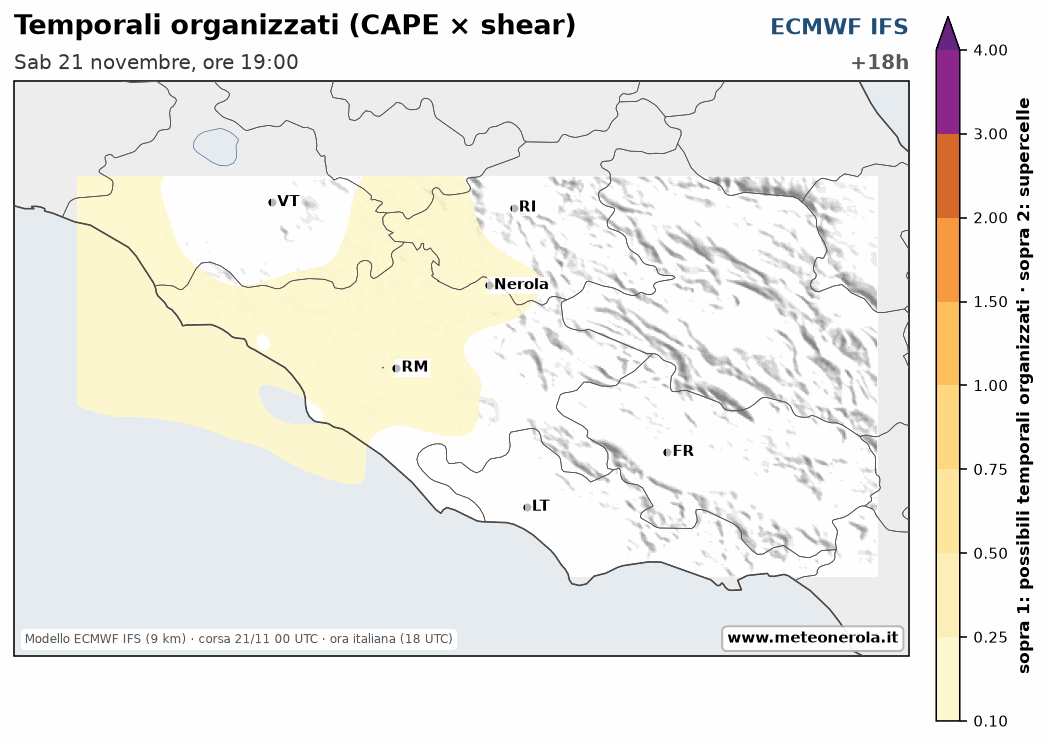 Temporali organizzati (CAPE × shear)
ECMWF IFS
Sab 21 novembre, ore 19:00
+18h
VT
RI
Nerola
RM
FR
LT
Modello ECMWF IFS (9 km) · corsa 21/11 00 UTC · ora italiana (18 UTC)
www.meteonerola.it
4.00
3.00
2.00
1.50
1.00
0.75
0.50
0.25
0.10
sopra 1: possibili temporali organizzati · sopra 2: supercelle